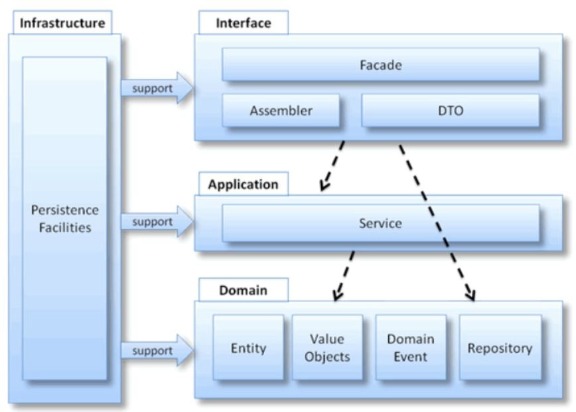 Infrastructure
Persistence
Facilities
support
support
support
Interface
Facade
Assembler
DTO
Application
Service
Domain
Entity
Value
Objects
Domain
Event
Repository